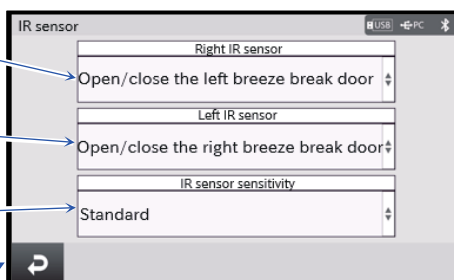 IR sensor
USB PC
Right IR sensor
Open/close the left breeze break door
Left IR sensor
Open/close the right breeze break door
IR sensor sensitivity
Standard